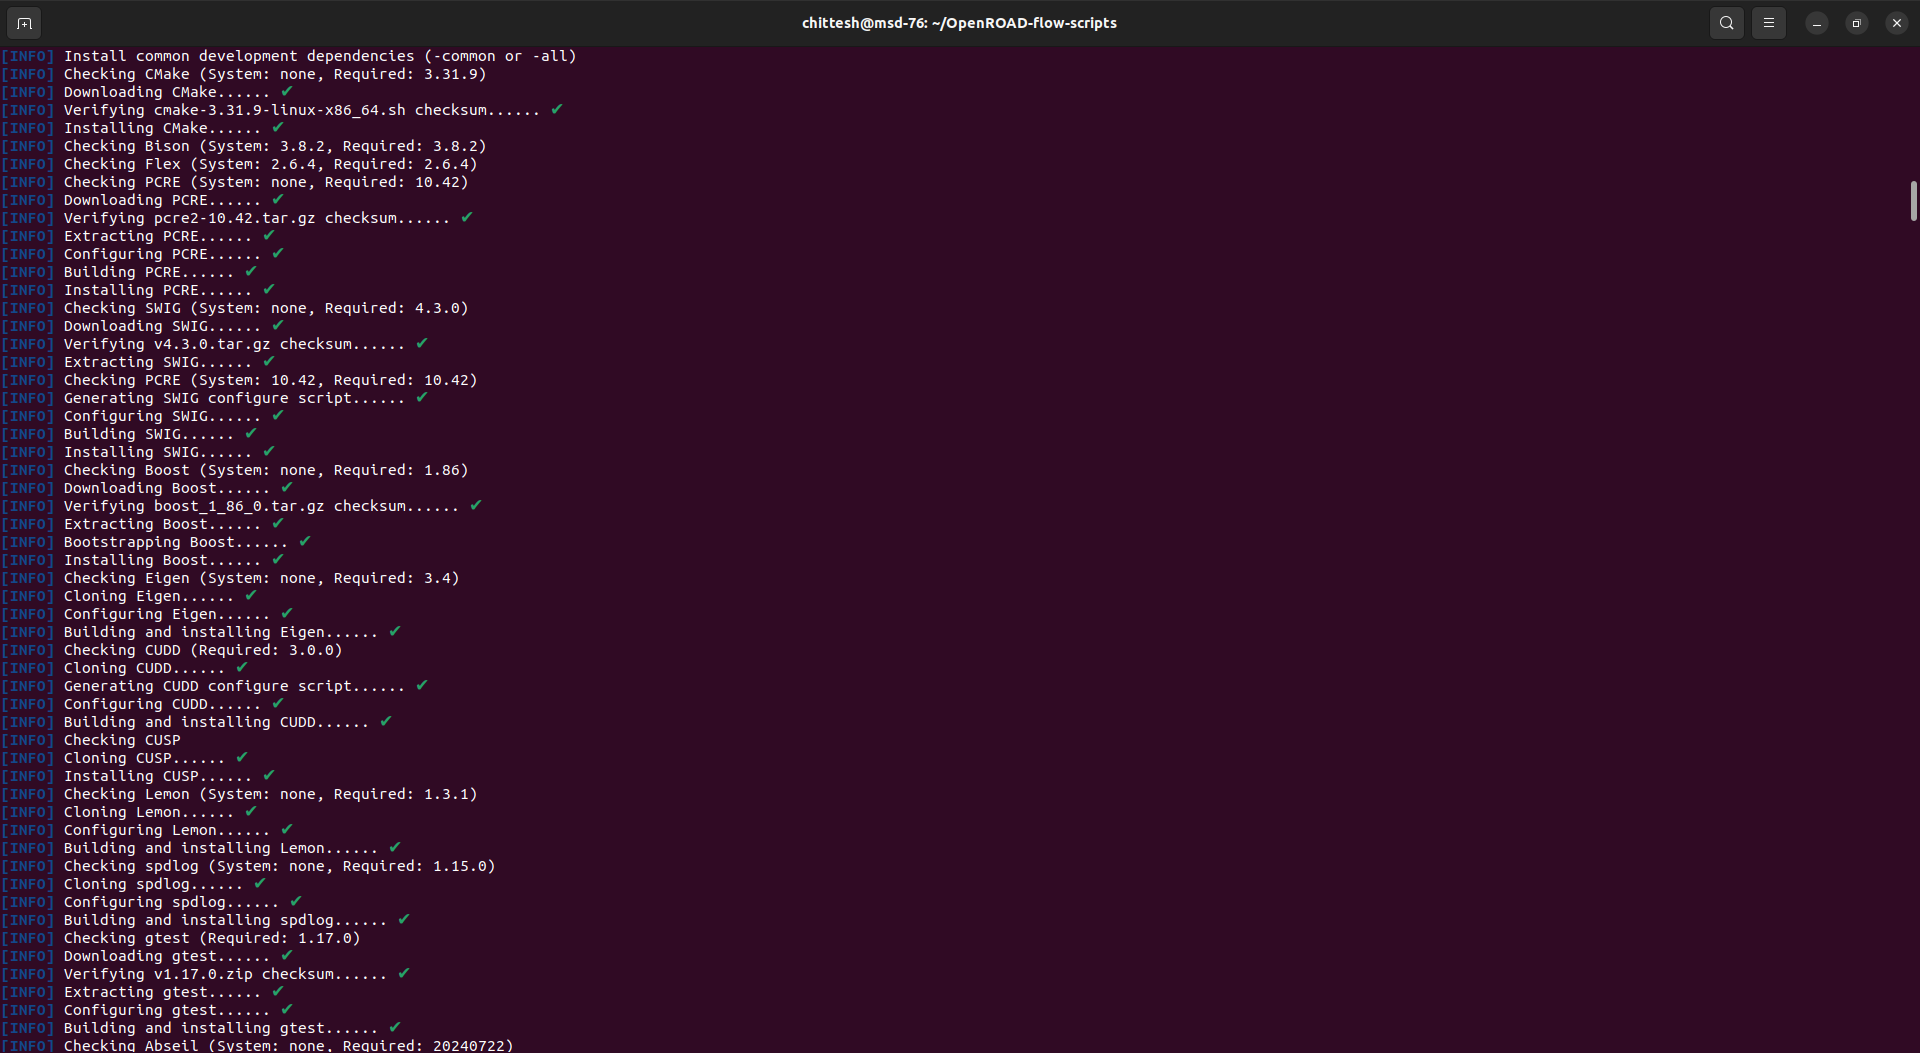 chittesh@msd-76: ~/OpenROAD-flow-scripts
[INFO] Install common development dependencies (-common or -all)
[INFO] Checking CMake (System: none, Required: 3.31.9)
[INFO] Downloading CMake...... ✔
[INFO] Verifying cmake-3.31.9-linux-x86_64.sh checksum...... ✔
[INFO] Installing CMake...... ✔
[INFO] Checking Bison (System: 3.8.2, Required: 3.8.2)
[INFO] Checking Flex (System: 2.6.4, Required: 2.6.4)
[INFO] Checking PCRE (System: none, Required: 10.42)
[INFO] Downloading PCRE...... ✔
[INFO] Verifying pcre2-10.42.tar.gz checksum...... ✔
[INFO] Extracting PCRE...... ✔
[INFO] Configuring PCRE...... ✔
[INFO] Building PCRE...... ✔
[INFO] Installing PCRE...... ✔
[INFO] Checking SWIG (System: none, Required: 4.3.0)
[INFO] Downloading SWIG...... ✔
[INFO] Verifying v4.3.0.tar.gz checksum...... ✔
[INFO] Extracting SWIG...... ✔
[INFO] Checking PCRE (System: 10.42, Required: 10.42)
[INFO] Generating SWIG configure script...... ✔
[INFO] Configuring SWIG...... ✔
[INFO] Building SWIG...... ✔
[INFO] Installing SWIG...... ✔
[INFO] Checking Boost (System: none, Required: 1.86)
[INFO] Downloading Boost...... ✔
[INFO] Verifying boost_1_86_0.tar.gz checksum...... ✔
[INFO] Extracting Boost...... ✔
[INFO] Bootstrapping Boost...... ✔
[INFO] Installing Boost...... ✔
[INFO] Checking Eigen (System: none, Required: 3.4)
[INFO] Cloning Eigen...... ✔
[INFO] Configuring Eigen...... ✔
[INFO] Building and installing Eigen...... ✔
[INFO] Checking CUDD (Required: 3.0.0)
[INFO] Cloning CUDD...... ✔
[INFO] Generating CUDD configure script...... ✔
[INFO] Configuring CUDD...... ✔
[INFO] Building and installing CUDD...... ✔
[INFO] Checking CUSP
[INFO] Cloning CUSP...... ✔
[INFO] Installing CUSP...... ✔
[INFO] Checking Lemon (System: none, Required: 1.3.1)
[INFO] Cloning Lemon...... ✔
[INFO] Configuring Lemon...... ✔
[INFO] Building and installing Lemon...... ✔
[INFO] Checking spdlog (System: none, Required: 1.15.0)
[INFO] Cloning spdlog...... ✔
[INFO] Configuring spdlog...... ✔
[INFO] Building and installing spdlog...... ✔
[INFO] Checking gtest (Required: 1.17.0)
[INFO] Downloading gtest...... ✔
[INFO] Verifying v1.17.0.zip checksum...... ✔
[INFO] Extracting gtest...... ✔
[INFO] Configuring gtest...... ✔
[INFO] Building and installing gtest...... ✔
[INFO] Checking Abseil (System: none, Required: 20240722)